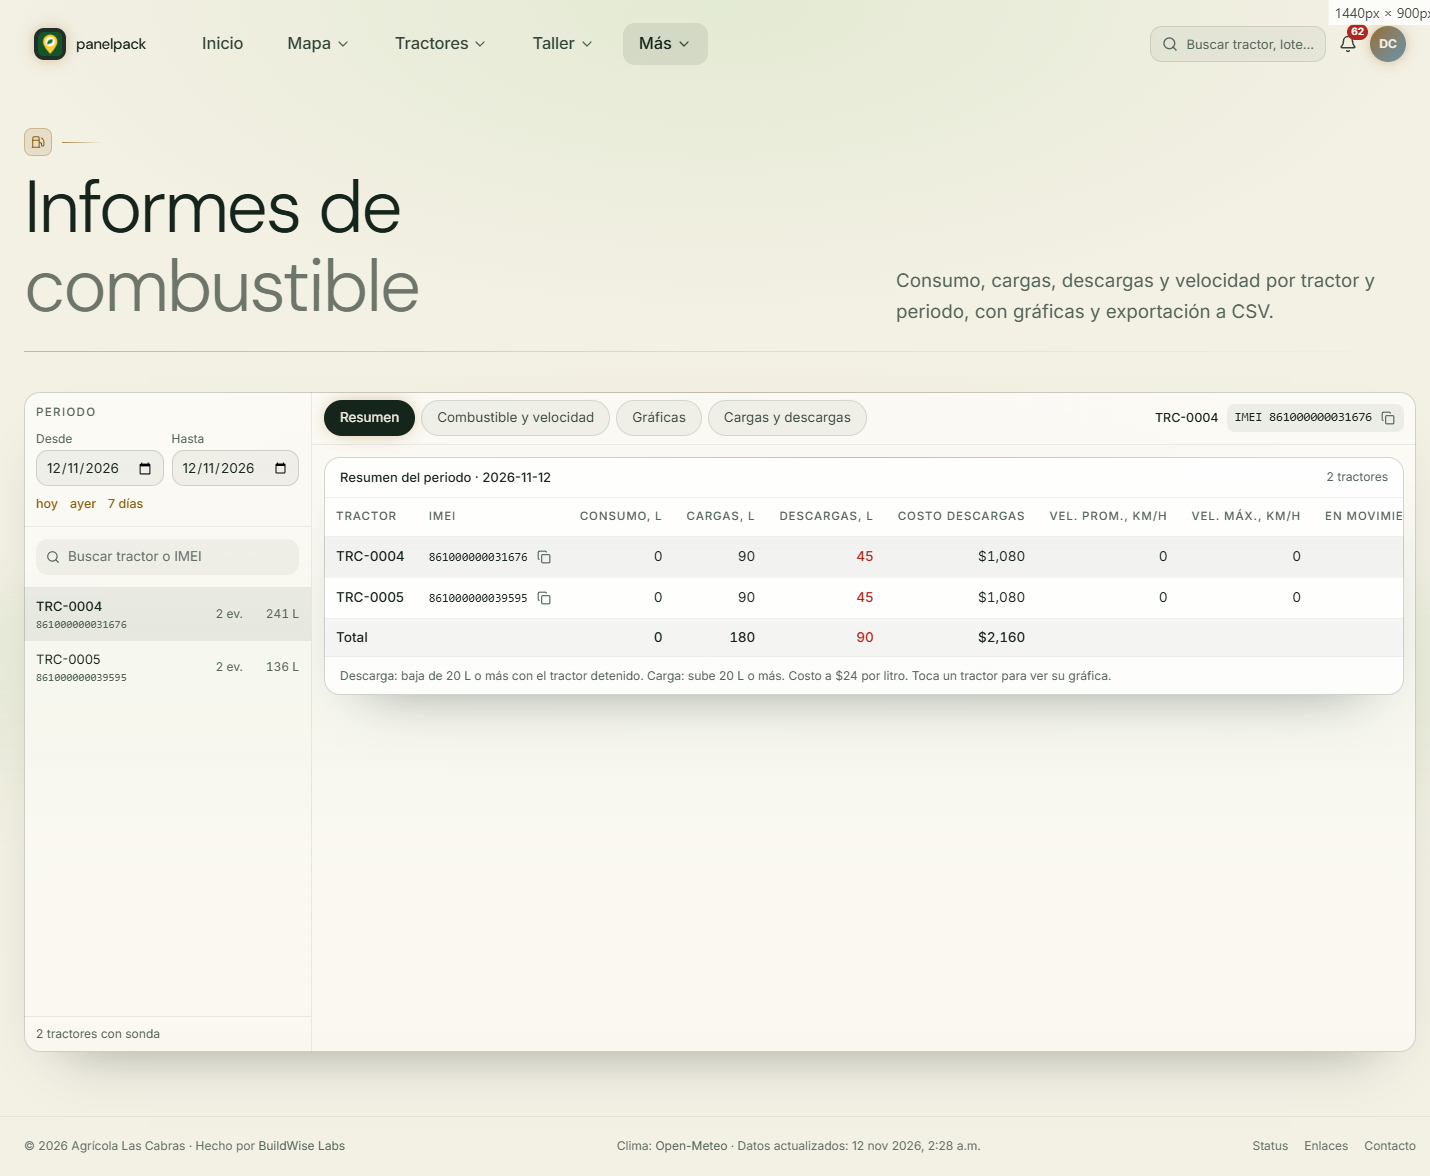 1440px × 900px
panelpack
Inicio
Mapa
Tractores
Taller
Más
Buscar tractor, lote...
62
DC
Informes de
combustible
Consumo, cargas, descargas y velocidad por tractor y
periodo, con gráficas y exportación a CSV.
PERIODO
Desde
Hasta
12/11/2026
12/11/2026
hoy ayer 7 días
Buscar tractor o IMEI
TRC-0004
861000000031676
2 ev.
241 L
TRC-0005
861000000039595
2 ev.
136 L
2 tractores con sonda
Resumen
Combustible y velocidad
Gráficas
Cargas y descargas
TRC-0004
IMEI 861000000031676
Resumen del periodo · 2026-11-12
2 tractores
TRACTOR IMEI CONSUMO, L CARGAS, L DESCARGAS, L COSTO DESCARGAS VEL. PROM., KM/H VEL. MÁX., KM/H EN MOVIMIE
TRC-0004 861000000031676 0 90 45 $1,080 0 0
TRC-0005 861000000039595 0 90 45 $1,080 0 0
Total 0 180 90 $2,160
Descarga: baja de 20 L o más con el tractor detenido. Carga: sube 20 L o más. Costo a $24 por litro. Toca un tractor para ver su gráfica.
© 2026 Agrícola Las Cabras · Hecho por BuildWise Labs
Clima: Open-Meteo · Datos actualizados: 12 nov 2026, 2:28 a.m.
Status Enlaces Contacto